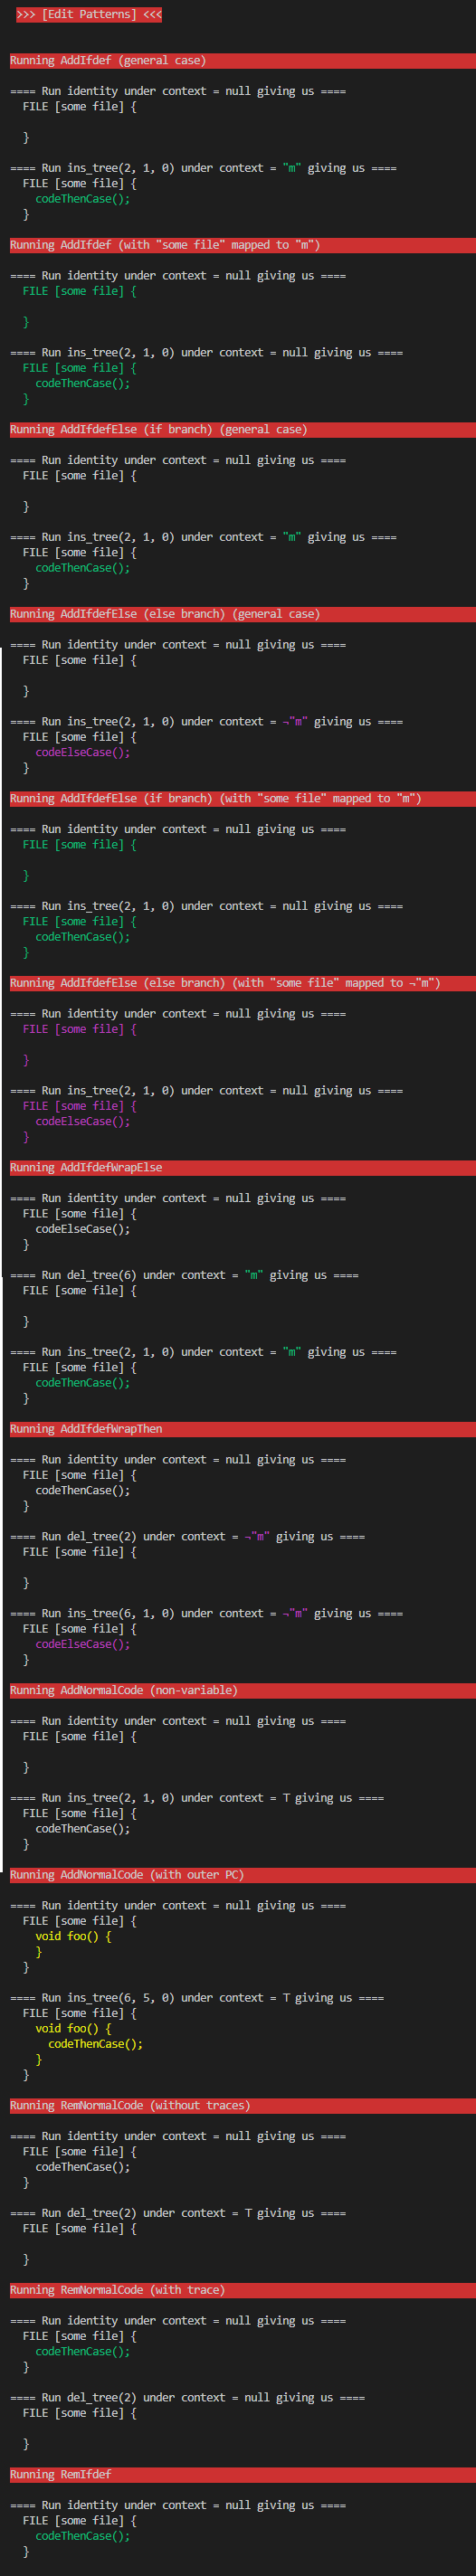 >>> [Edit Patterns] <<<
Running AddIfdef (general case)
==== Run identity under context = null giving us ====
FILE [some file] {
}
==== Run ins_tree(2, 1, 0) under context = "m" giving us ====
FILE [some file] {
codeThenCase();
}
Running AddIfdef (with "some file" mapped to "m")
==== Run identity under context = null giving us ====
FILE [some file] {
}
==== Run ins_tree(2, 1, 0) under context = null giving us ====
FILE [some file] {
codeThenCase();
}
Running AddIfdefElse (if branch) (general case)
==== Run identity under context = null giving us ====
FILE [some file] {
}
==== Run ins_tree(2, 1, 0) under context = "m" giving us ====
FILE [some file] {
codeThenCase();
}
Running AddIfdefElse (else branch) (general case)
==== Run identity under context = null giving us ====
FILE [some file] {
}
==== Run ins_tree(2, 1, 0) under context = ¬"m" giving us ====
FILE [some file] {
codeElseCase();
}
Running AddIfdefElse (if branch) (with "some file" mapped to "m")
==== Run identity under context = null giving us ====
FILE [some file] {
}
==== Run ins_tree(2, 1, 0) under context = null giving us ====
FILE [some file] {
codeThenCase();
}
Running AddIfdefElse (else branch) (with "some file" mapped to ¬"m")
==== Run identity under context = null giving us ====
FILE [some file] {
}
==== Run ins_tree(2, 1, 0) under context = null giving us ====
FILE [some file] {
codeElseCase();
}
Running AddIfdefWrapElse
==== Run identity under context = null giving us ====
FILE [some file] {
codeElseCase();
}
==== Run del_tree(6) under context = "m" giving us ====
FILE [some file] {
}
==== Run ins_tree(2, 1, 0) under context = "m" giving us ====
FILE [some file] {
codeThenCase();
}
Running AddIfdefWrapThen
==== Run identity under context = null giving us ====
FILE [some file] {
codeThenCase();
}
==== Run del_tree(2) under context = ¬"m" giving us ====
FILE [some file] {
}
==== Run ins_tree(6, 1, 0) under context = ¬"m" giving us ====
FILE [some file] {
codeElseCase();
}
Running AddNormalCode (non-variable)
==== Run identity under context = null giving us ====
FILE [some file] {
}
==== Run ins_tree(2, 1, 0) under context = ⊤ giving us ====
FILE [some file] {
codeThenCase();
}
Running AddNormalCode (with outer PC)
==== Run identity under context = null giving us ====
FILE [some file] {
void foo() {
}
}
==== Run ins_tree(6, 5, 0) under context = ⊤ giving us ====
FILE [some file] {
void foo() {
codeThenCase();
}
}
Running RemNormalCode (without traces)
==== Run identity under context = null giving us ====
FILE [some file] {
codeThenCase();
}
==== Run del_tree(2) under context = ⊤ giving us ====
FILE [some file] {
}
Running RemNormalCode (with trace)
==== Run identity under context = null giving us ====
FILE [some file] {
codeThenCase();
}
==== Run del_tree(2) under context = null giving us ====
FILE [some file] {
}
Running RemIfdef
==== Run identity under context = null giving us ====
FILE [some file] {
codeThenCase();
}